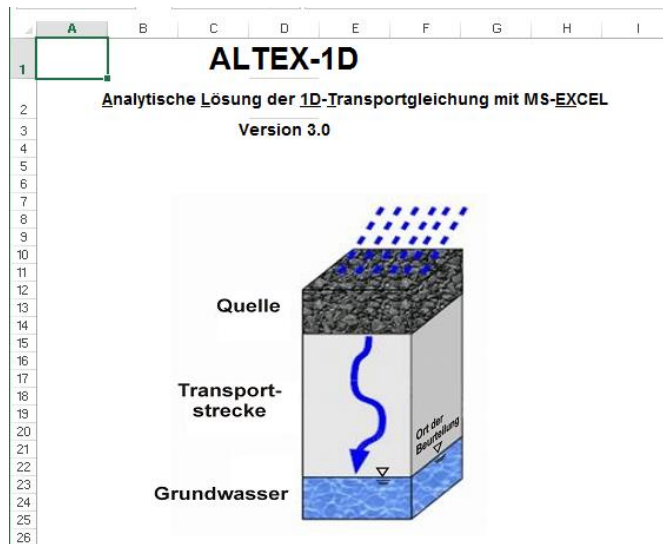 A B C D E F G H I
1 ALTEX-1D
2 Analytische Lösung der 1D-Transportgleichung mit MS-EXCEL
3 Version 3.0
4
5
6
7
8
9
10
11
12
13 Quelle
14
15
16
17
18 Transport-
19 strecke
20 Ort der
21 Beurteilung
22
23 Grundwasser
24
25
26